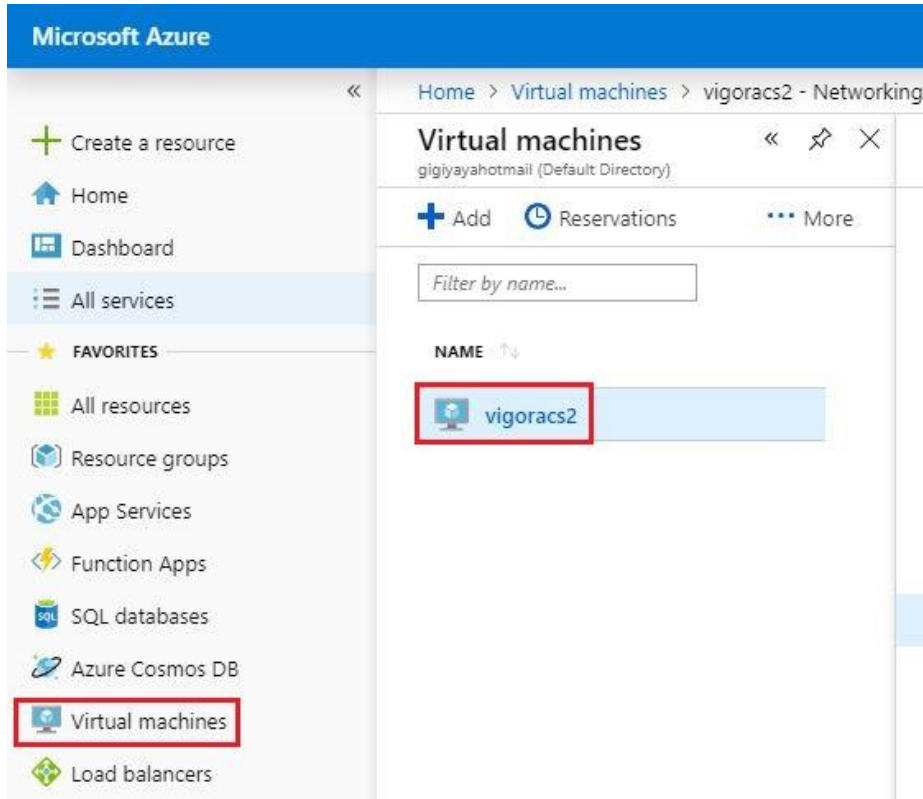 Microsoft Azure
«
Create a resource
Home
Dashboard
All services
FAVORITES
All resources
Resource groups
App Services
Function Apps
SQL databases
Azure Cosmos DB
Virtual machines
Load balancers
Home > Virtual machines > vigoracs2 - Networking
Virtual machines «
gigiyayahotmail (Default Directory)
Add Reservations ... More
Filter by name...
NAME
vigoracs2
SQL